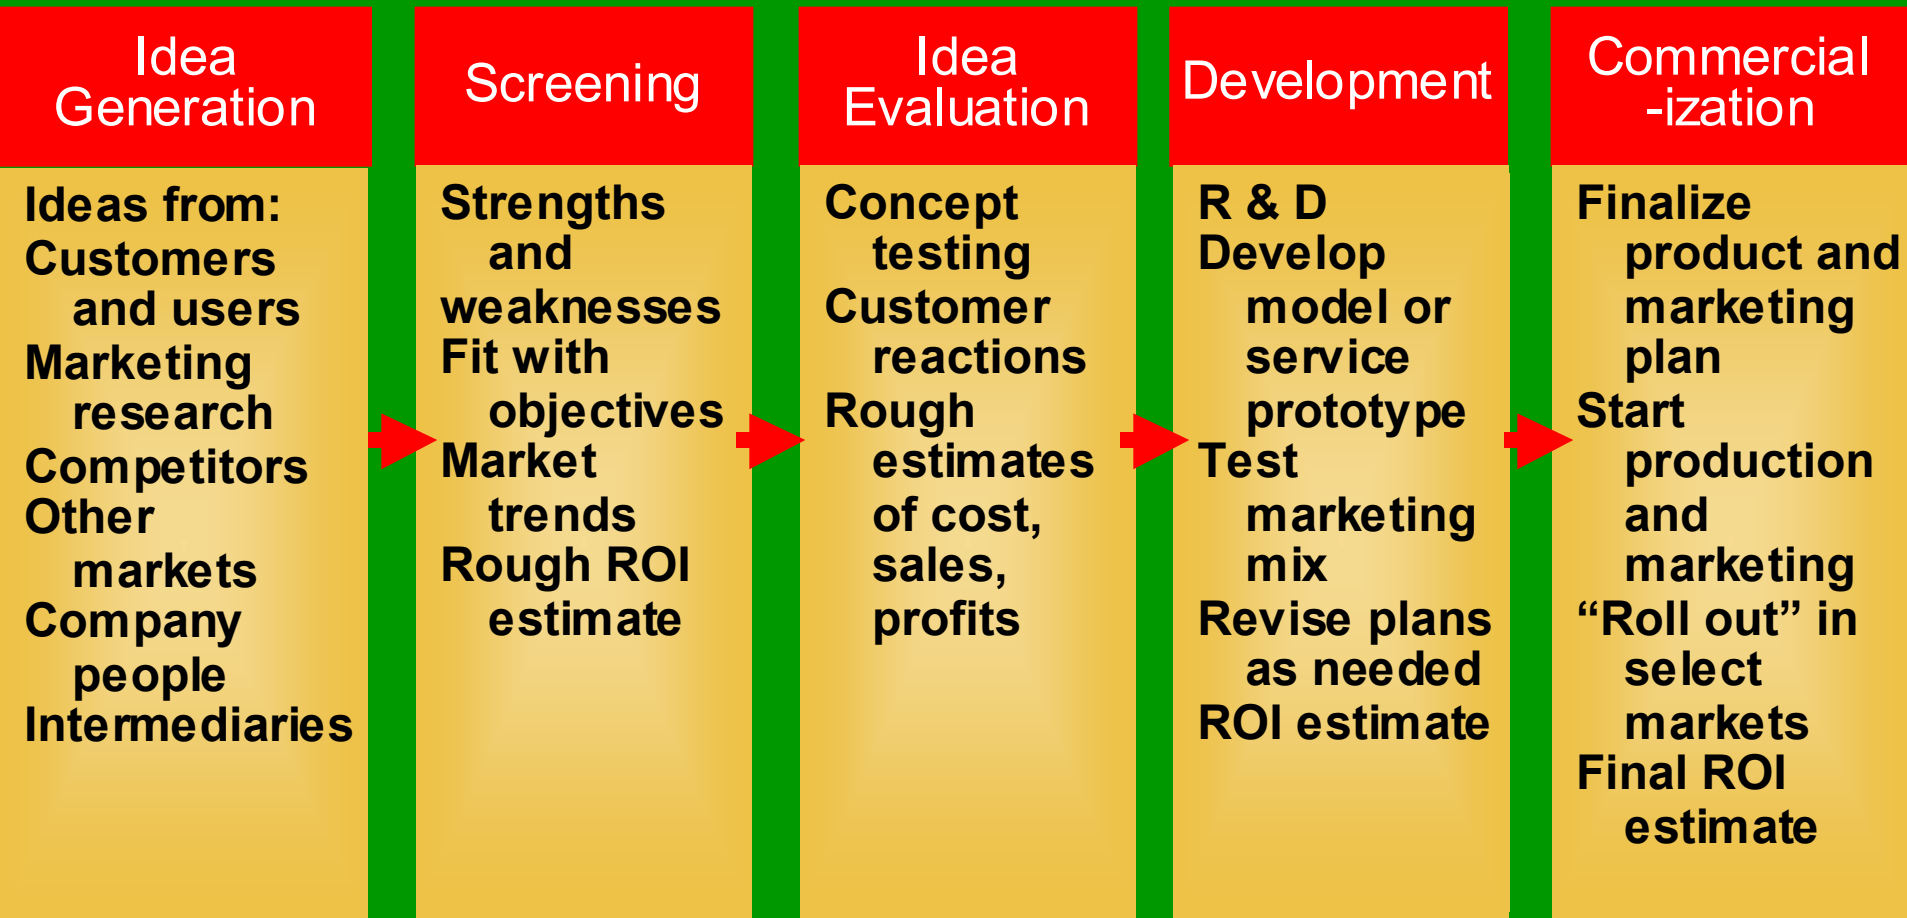 Idea
Generation
Ideas from:
Customers
and users
Marketing
research
Competitors
Other
markets
Company
people
Intermediaries
Screening
Strengths
and
weaknesses
Fit with
objectives
Market
trends
Rough ROI
estimate
Idea
Evaluation
Concept
testing
Customer
reactions
Rough
estimates
of cost,
sales,
profits
Development
R & D
Develop
model or
service
prototype
Test
marketing
mix
Revise plans
as needed
ROI estimate
Commercial
-ization
Finalize
product and
marketing
plan
Start
production
and
marketing
“Roll out” in
select
markets
Final ROI
estimate